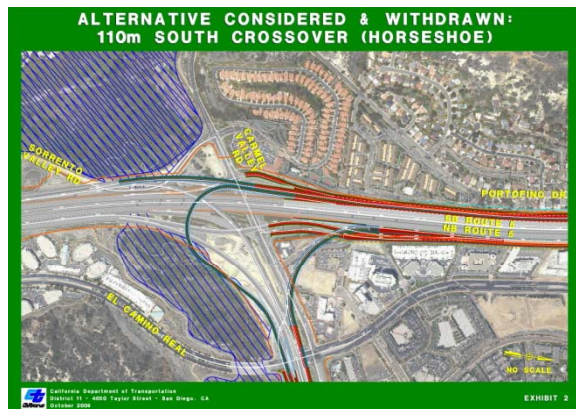 ALTERNATIVE CONSIDERED & WITHDRAWN:
110m SOUTH CROSSOVER (HORSESHOE)
SORRENTO
VALLEY RD
CARMEL
VALLEY
RD
PORTOFINO DR
SB ROUTE 5
NB ROUTE 5
EL CAMINO REAL
NO SCALE
California Department of Transportation
District 11 - 4050 Taylor Street - San Diego, CA
October 2006
EXHIBIT 2